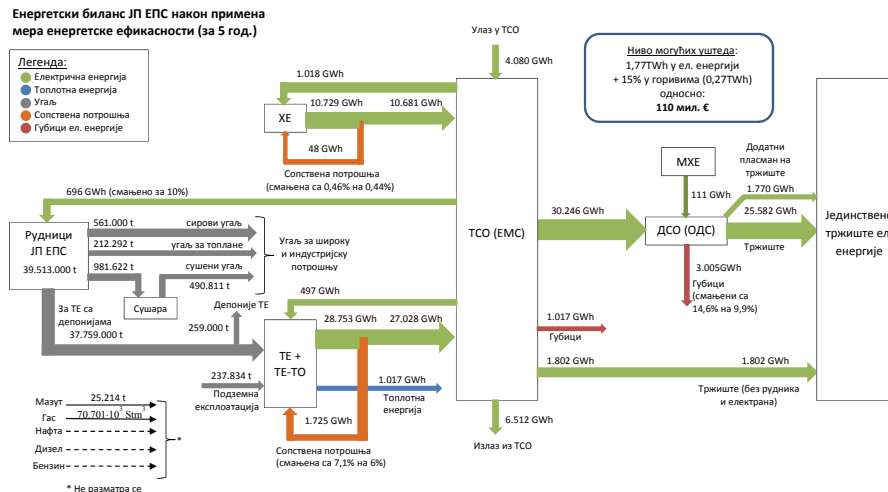 Енергетски биланс ЈП ЕПС након примена
мера енергетске ефикасности (за 5 год.)
Легенда:
Електрична енергија
Топлотна енергија
Угаљ
Сопствена потрошња
Губици ел. енергије
Улаз у ТСО
4.080 GWh
Ниво могућих уштеда:
1,77TWh у ел. енергији
+ 15% у горивима (0,27TWh)
односно:
110 мил. €
1.018 GWh
10.729 GWh
10.681 GWh
ХЕ
48 GWh
Сопствена потрошња
(смањена са 0,46% на 0,44%)
696 GWh (смањено за 10%)
Рудници
ЈП ЕПС
39.513.000 t
561.000 t
сирови угаљ
212.292 t
угаљ за топлане
981.622 t
сушени угаљ
490.811 t
Угаљ за широку
и индустријску
потрошњу
Сушара
За ТЕ са
депонијама
37.759.000 t
Депоније ТЕ
259.000 t
497 GWh
28.753 GWh
27.028 GWh
ТЕ +
ТЕ-ТО
237.834 t
Подземна
експлоатација
1.017 GWh
Топлотна
енергија
1.725 GWh
Сопствена потрошња
(смањена са 7,1% на 6%)
ТСО (ЕМС)
30.246 GWh
МХЕ
111 GWh
ДСО (ОДС)
Додатни
пласман на
тржиште
1.770 GWh
25.582 GWh
Тржиште
3.005GWh
Губици
(смањени са
14,6% на 9,9%)
1.017 GWh
Губици
1.802 GWh
1.802 GWh
Тржиште (без рудника
и електрана)
6.512 GWh
Излаз из ТСО
Јединствено
тржиште ел.
енергије
Мазут
25.214 t
Гас
70.701·10³ Stm³
Нафта
Дизел
Бензин
*
* Не разматра се